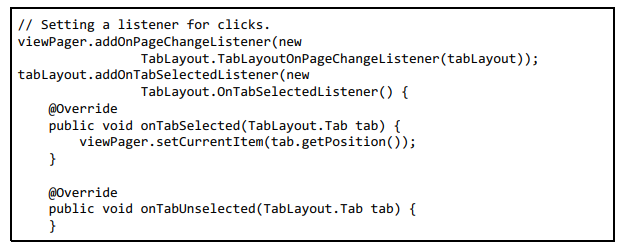 // Setting a listener for clicks.
viewPager.addOnPageChangeListener(new
                TabLayout.TabLayoutOnPageChangeListener(tabLayout));
tabLayout.addOnTabSelectedListener(new
                TabLayout.OnTabSelectedListener() {
    @Override
    public void onTabSelected(TabLayout.Tab tab) {
        viewPager.setCurrentItem(tab.getPosition());
    }

    @Override
    public void onTabUnselected(TabLayout.Tab tab) {
    }